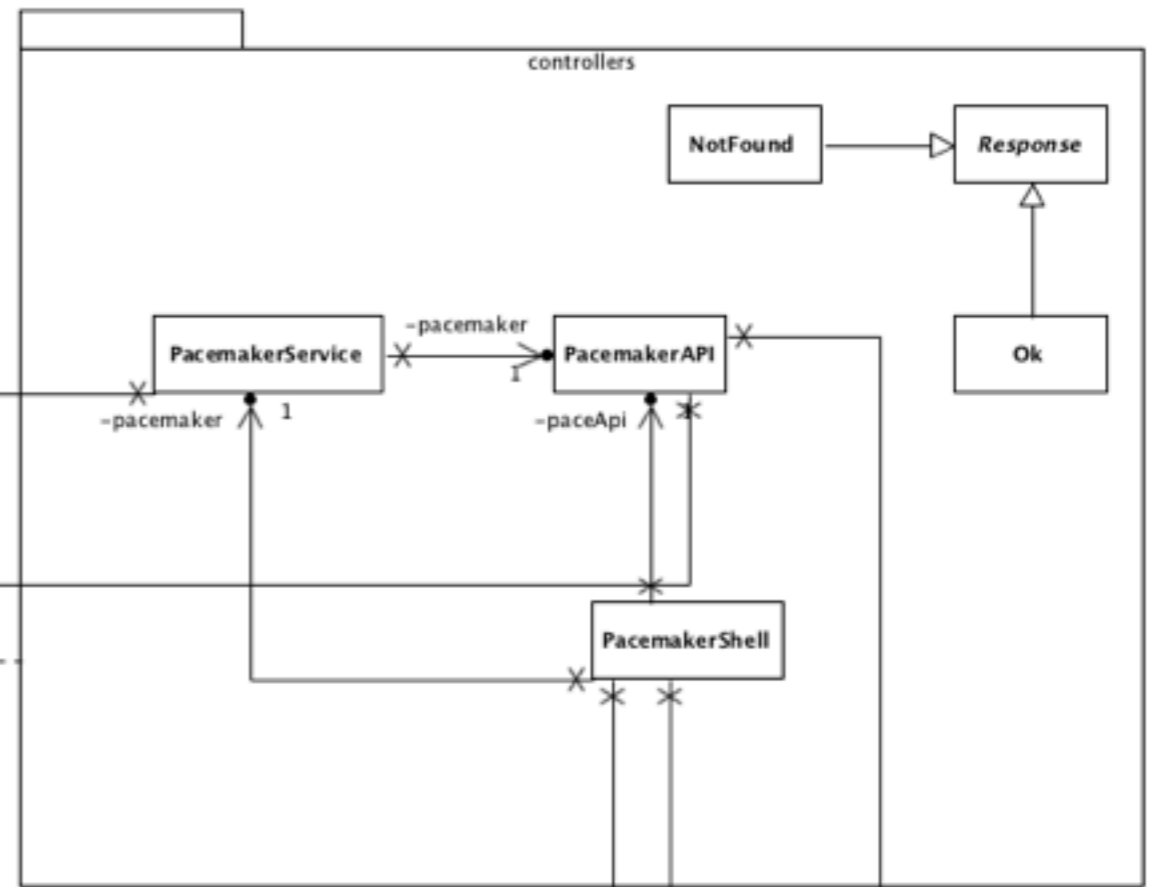 controllers
NotFound
Response
-pacemaker
PacemakerService
PacemakerAPI
Ok
1
-pacemaker
1
-paceApi
PacemakerShell